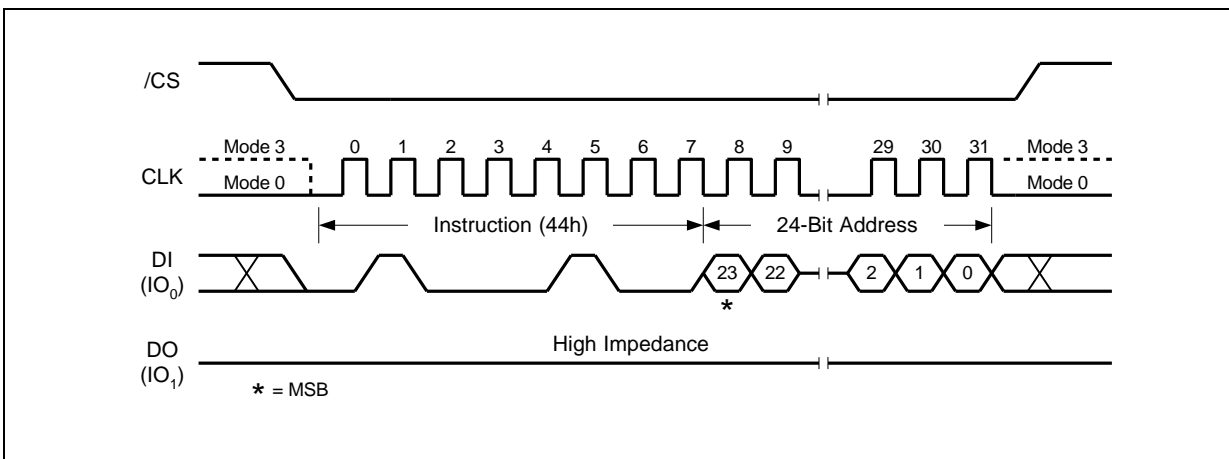 /CS
Mode 3 0 1 2 3 4 5 6 7 8 9 29 30 31 Mode 3
CLK
Mode 0 Mode 0
Instruction (44h) 24-Bit Address
DI
(IO0)
23 22 2 1 0
*
High Impedance
DO
(IO1)
* = MSB